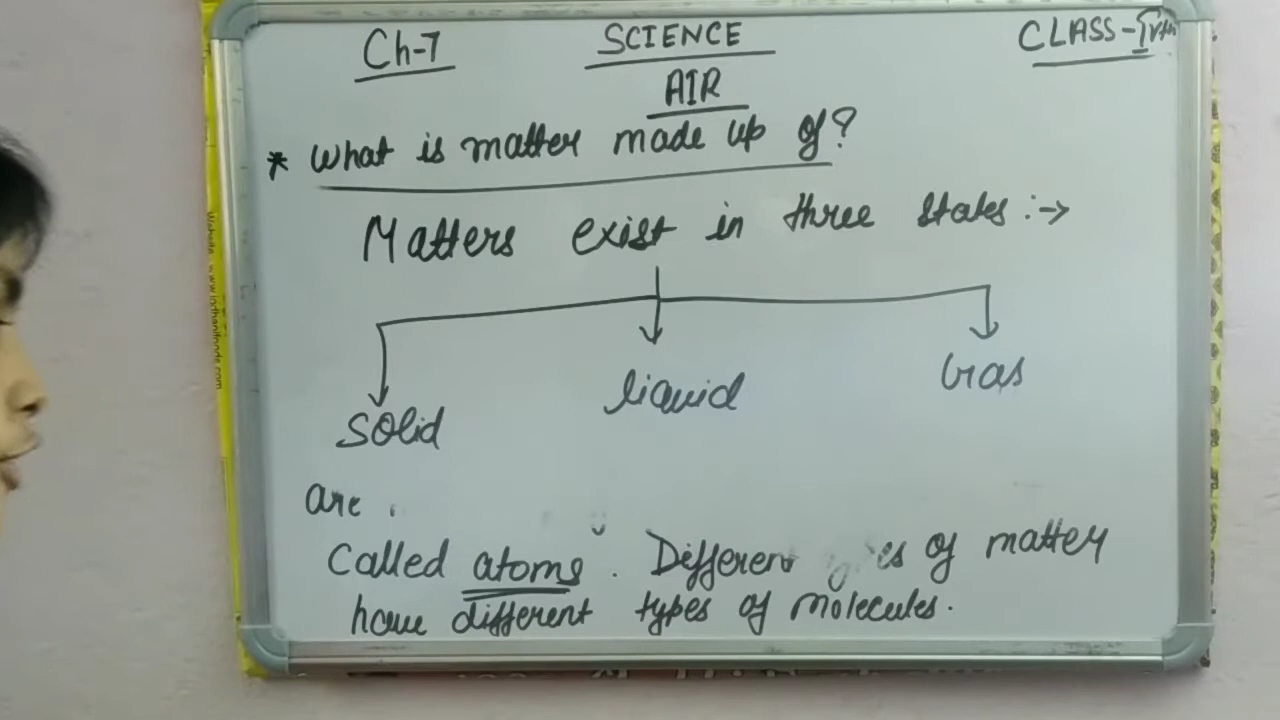 Ch-7 SCIENCE CLASS-IVth
AIR
* What is matter made up of?
Matters exist in three states :→
Solid liquid Gas
are
Called atoms. Different of matter
have different types of molecules.